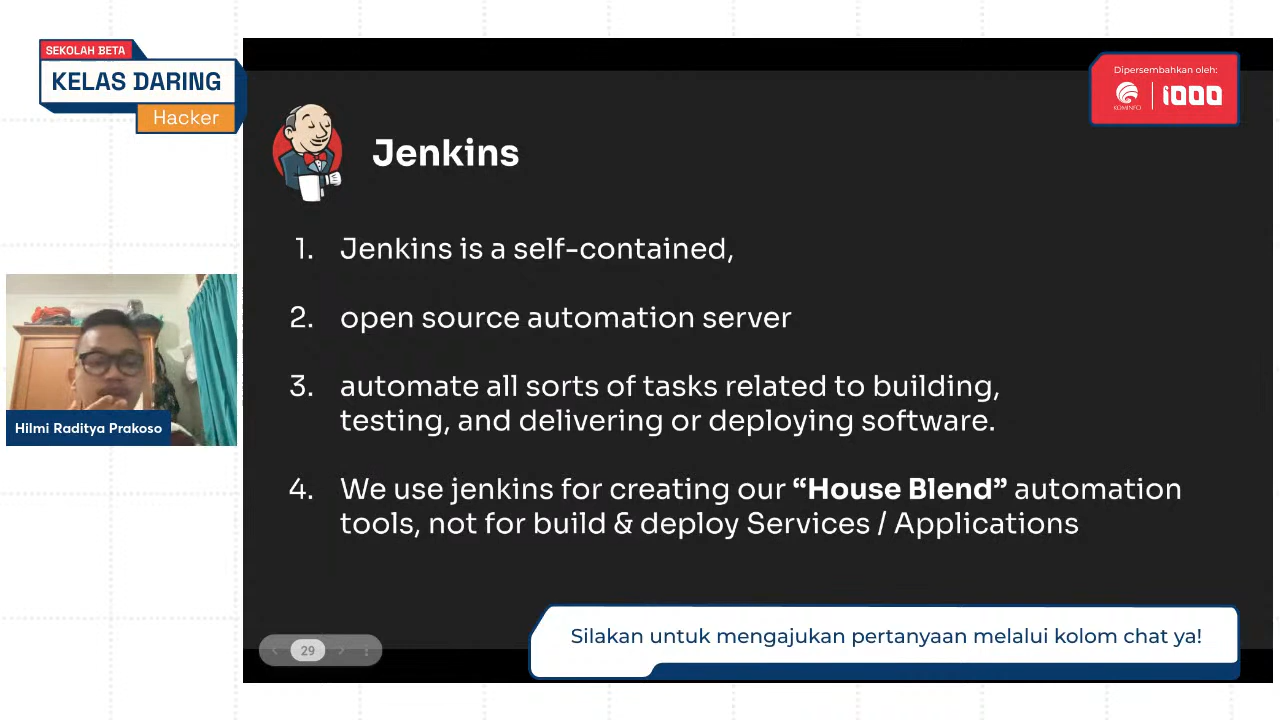 SEKOLAH BETA
KELAS DARING
Hacker
Dipersembahkan oleh:
KOMINFO
1000
Jenkins
1. Jenkins is a self-contained,
2. open source automation server
3. automate all sorts of tasks related to building,
testing, and delivering or deploying software.
4. We use jenkins for creating our “House Blend” automation
tools, not for build & deploy Services / Applications
Hilmi Raditya Prakoso
29
Silakan untuk mengajukan pertanyaan melalui kolom chat ya!